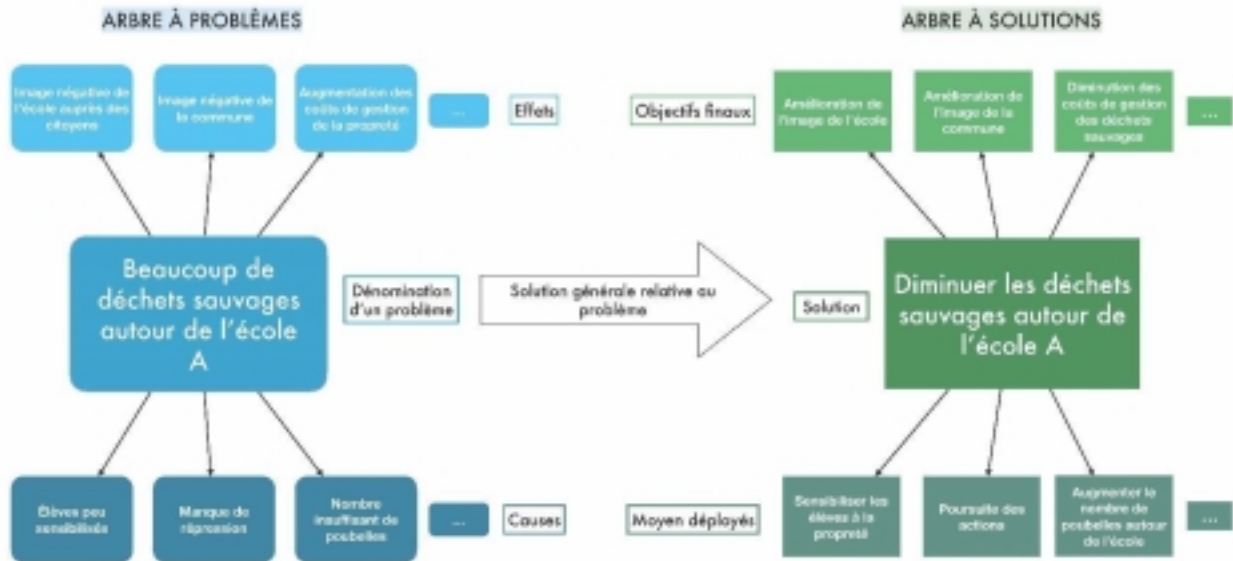 ARBRE À PROBLÈMES
ARBRE À SOLUTIONS
Image négative de
l'école auprès des
citoyens
Image négative de
la commune
Augmentation des
coûts de gestion
de la propreté
...
Effets
Objectifs finaux
Amélioration de
l'image de l'école
Amélioration de
l'image de la
commune
Diminution des
coûts de gestion
des déchets
sauvages
...
Beaucoup de
déchets sauvages
autour de l'école
A
Dénomination
d'un problème
Solution générale relative au
problème
Solution
Diminuer les déchets
sauvages autour de
l'école A
Élèves peu
sensibilisés
Manque de
répression
Nombre
insuffisant de
poubelles
...
Causes
Moyen déployés
Sensibiliser les
élèves à la
propreté
Poursuite des
actions
Augmenter le
nombre de
poubelles autour
de l'école
...